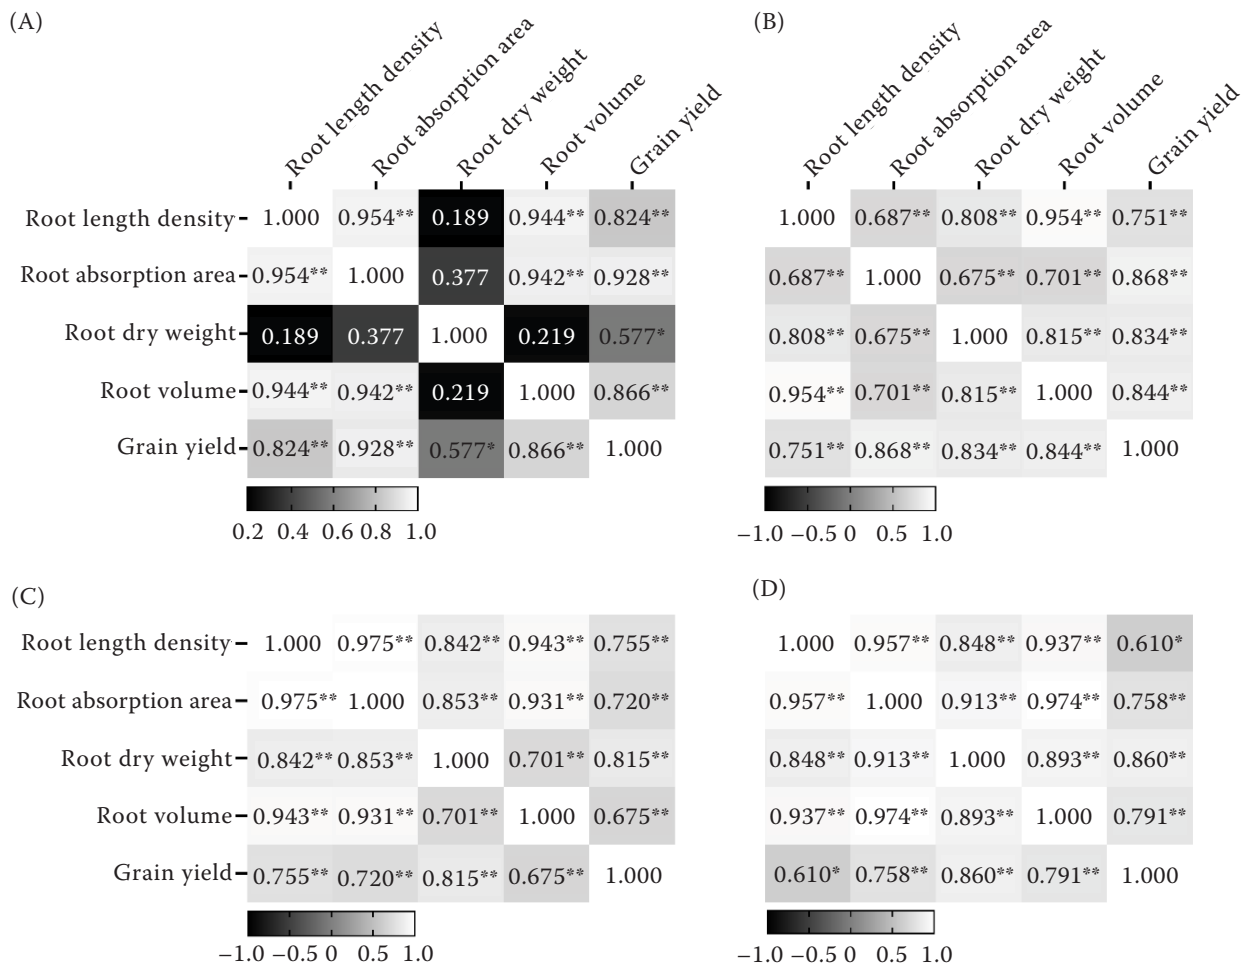 (A)
Root length density
Root absorption area
Root dry weight
Root volume
Grain yield
Root length density 1.000 0.954** 0.189 0.944** 0.824**
Root absorption area 0.954** 1.000 0.377 0.942** 0.928**
Root dry weight 0.189 0.377 1.000 0.219 0.577*
Root volume 0.944** 0.942** 0.219 1.000 0.866**
Grain yield 0.824** 0.928** 0.577* 0.866** 1.000
0.2 0.4 0.6 0.8 1.0
(B)
Root length density
Root absorption area
Root dry weight
Root volume
Grain yield
1.000 0.687** 0.808** 0.954** 0.751**
0.687** 1.000 0.675** 0.701** 0.868**
0.808** 0.675** 1.000 0.815** 0.834**
0.954** 0.701** 0.815** 1.000 0.844**
0.751** 0.868** 0.834** 0.844** 1.000
−1.0 −0.5 0 0.5 1.0
(C)
Root length density 1.000 0.975** 0.842** 0.943** 0.755**
Root absorption area 0.975** 1.000 0.853** 0.931** 0.720**
Root dry weight 0.842** 0.853** 1.000 0.701** 0.815**
Root volume 0.943** 0.931** 0.701** 1.000 0.675**
Grain yield 0.755** 0.720** 0.815** 0.675** 1.000
−1.0 −0.5 0 0.5 1.0
(D)
1.000 0.957** 0.848** 0.937** 0.610*
0.957** 1.000 0.913** 0.974** 0.758**
0.848** 0.913** 1.000 0.893** 0.860**
0.937** 0.974** 0.893** 1.000 0.791**
0.610* 0.758** 0.860** 0.791** 1.000
−1.0 −0.5 0 0.5 1.0